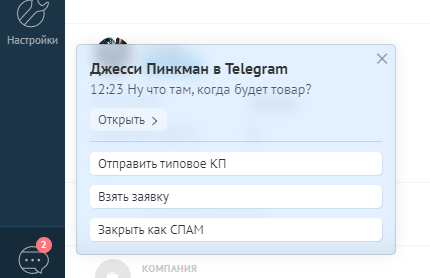 Настройки
Джесси Пинкман в Telegram
12:23 Ну что там, когда будет товар?
Открыть
Отправить типовое КП
Взять заявку
Закрыть как СПАМ
2
КОМПАНИЯ